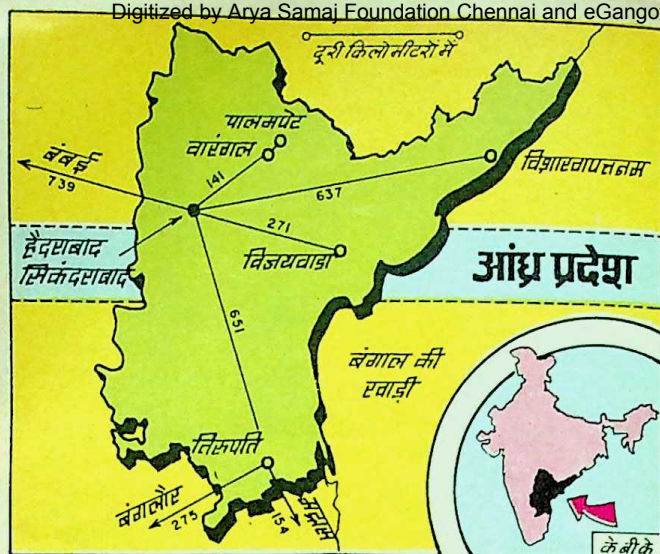 Digitized by Arya Samaj Foundation Chennai and eGango
दूरी किलोमीटरों में
पालमपेट
वारंगल
बंबई
739
141
637
विशाखापत्तनम
271
हैदराबाद
सिकंदराबाद
विजयवाडा
आंध्र प्रदेश
651
बंगाल की
खाड़ी
तिरुपति
बंगलौर
275
154
मद्रास
के बी के